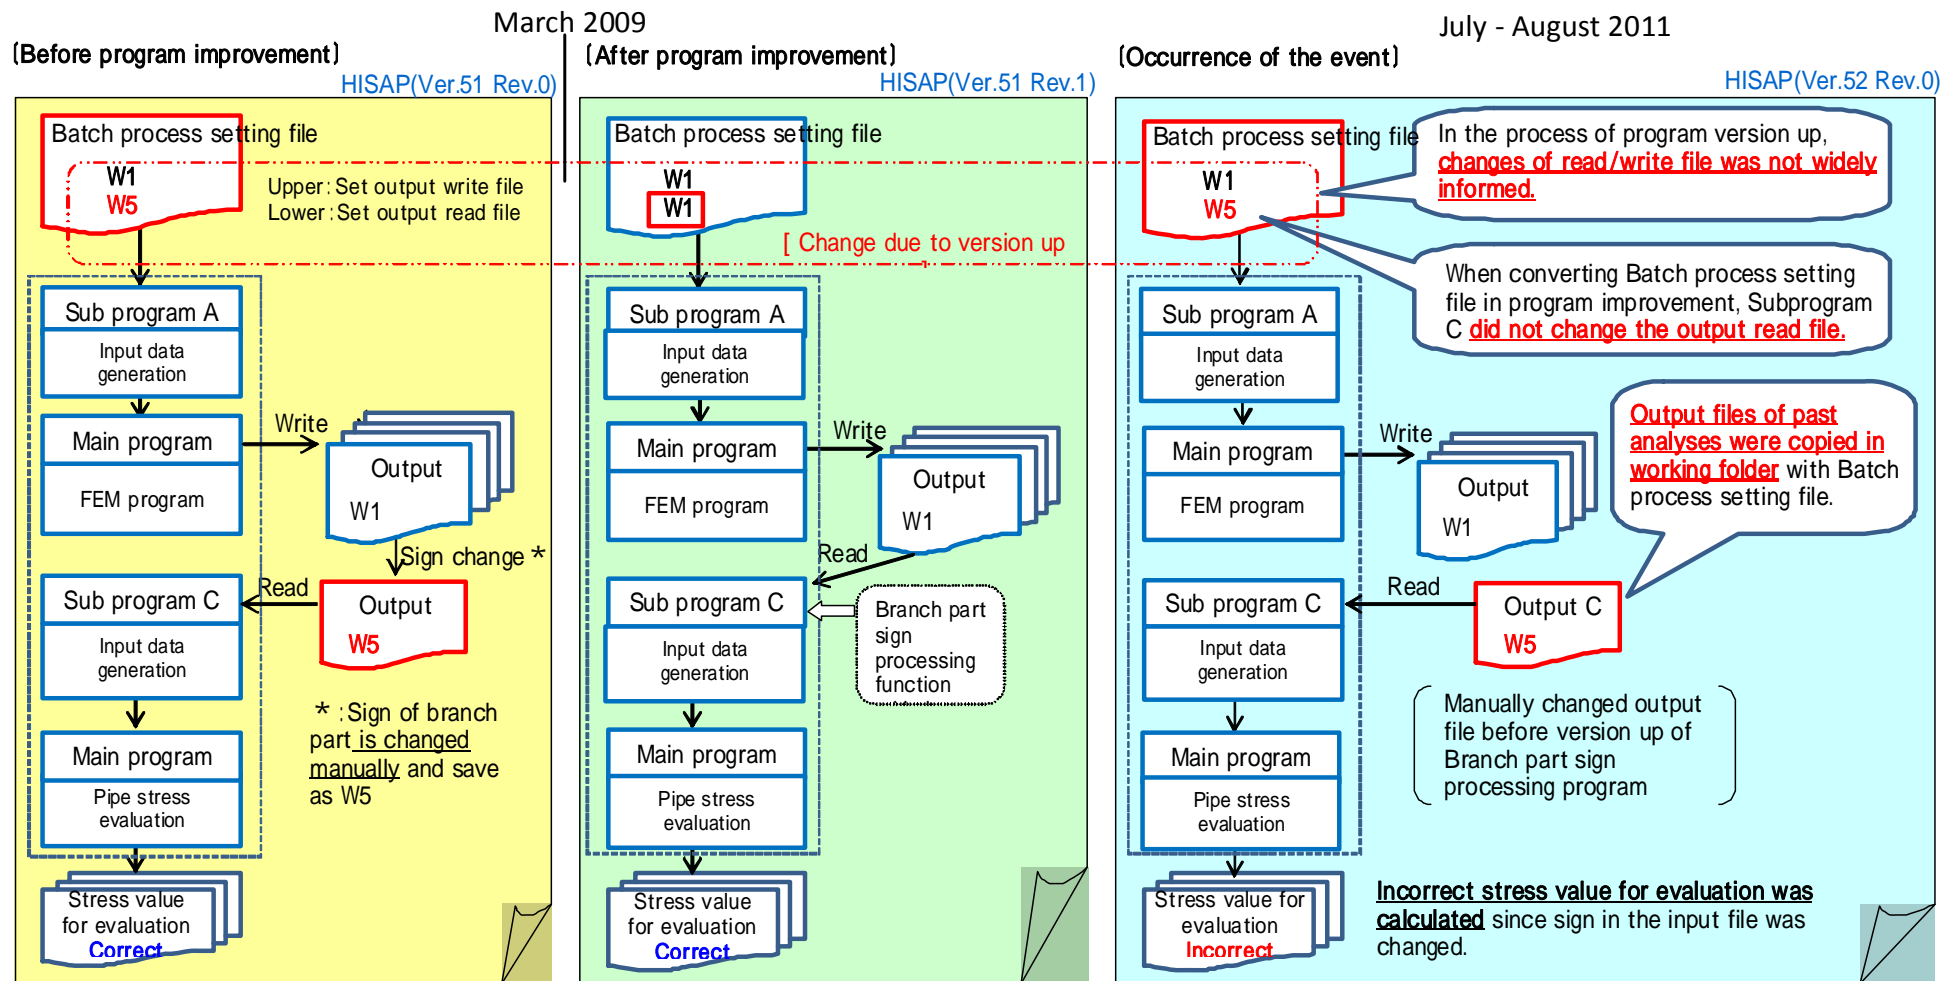 March 2009
July - August 2011
(Before program improvement)
HISAP(Ver.51 Rev.0)
Batch process setting file
W1
W5
Upper : Set output write file
Lower : Set output read file
Sub program A
Input data
generation
Main program
FEM program
Write
Output
W1
Sign change *
Read
Output
W5
Sub program C
Input data
generation
* : Sign of branch
part is changed
manually and save
as W5
Main program
Pipe stress
evaluation
Stress value
for evaluation
Correct
(After program improvement)
HISAP(Ver.51 Rev.1)
Batch process setting file
W1
W1
[ Change due to version up
Sub program A
Input data
generation
Main program
FEM program
Write
Output
W1
Read
Sub program C
Input data
generation
Branch part
sign
processing
function
Main program
Pipe stress
evaluation
Stress value
for evaluation
Correct
(Occurrence of the event)
HISAP(Ver.52 Rev.0)
Batch process setting file
W1
W5
In the process of program version up,
changes of read/write file was not widely
informed.
When converting Batch process setting
file in program improvement, Subprogram
C did not change the output read file.
Sub program A
Input data
generation
Main program
FEM program
Write
Output
W1
Output files of past
analyses were copied in
working folder with Batch
process setting file.
Read
Output C
W5
Sub program C
Input data
generation
Manually changed output
file before version up of
Branch part sign
processing program
Main program
Pipe stress
evaluation
Stress value for
evaluation
Incorrect
Incorrect stress value for evaluation was
calculated since sign in the input file was
changed.